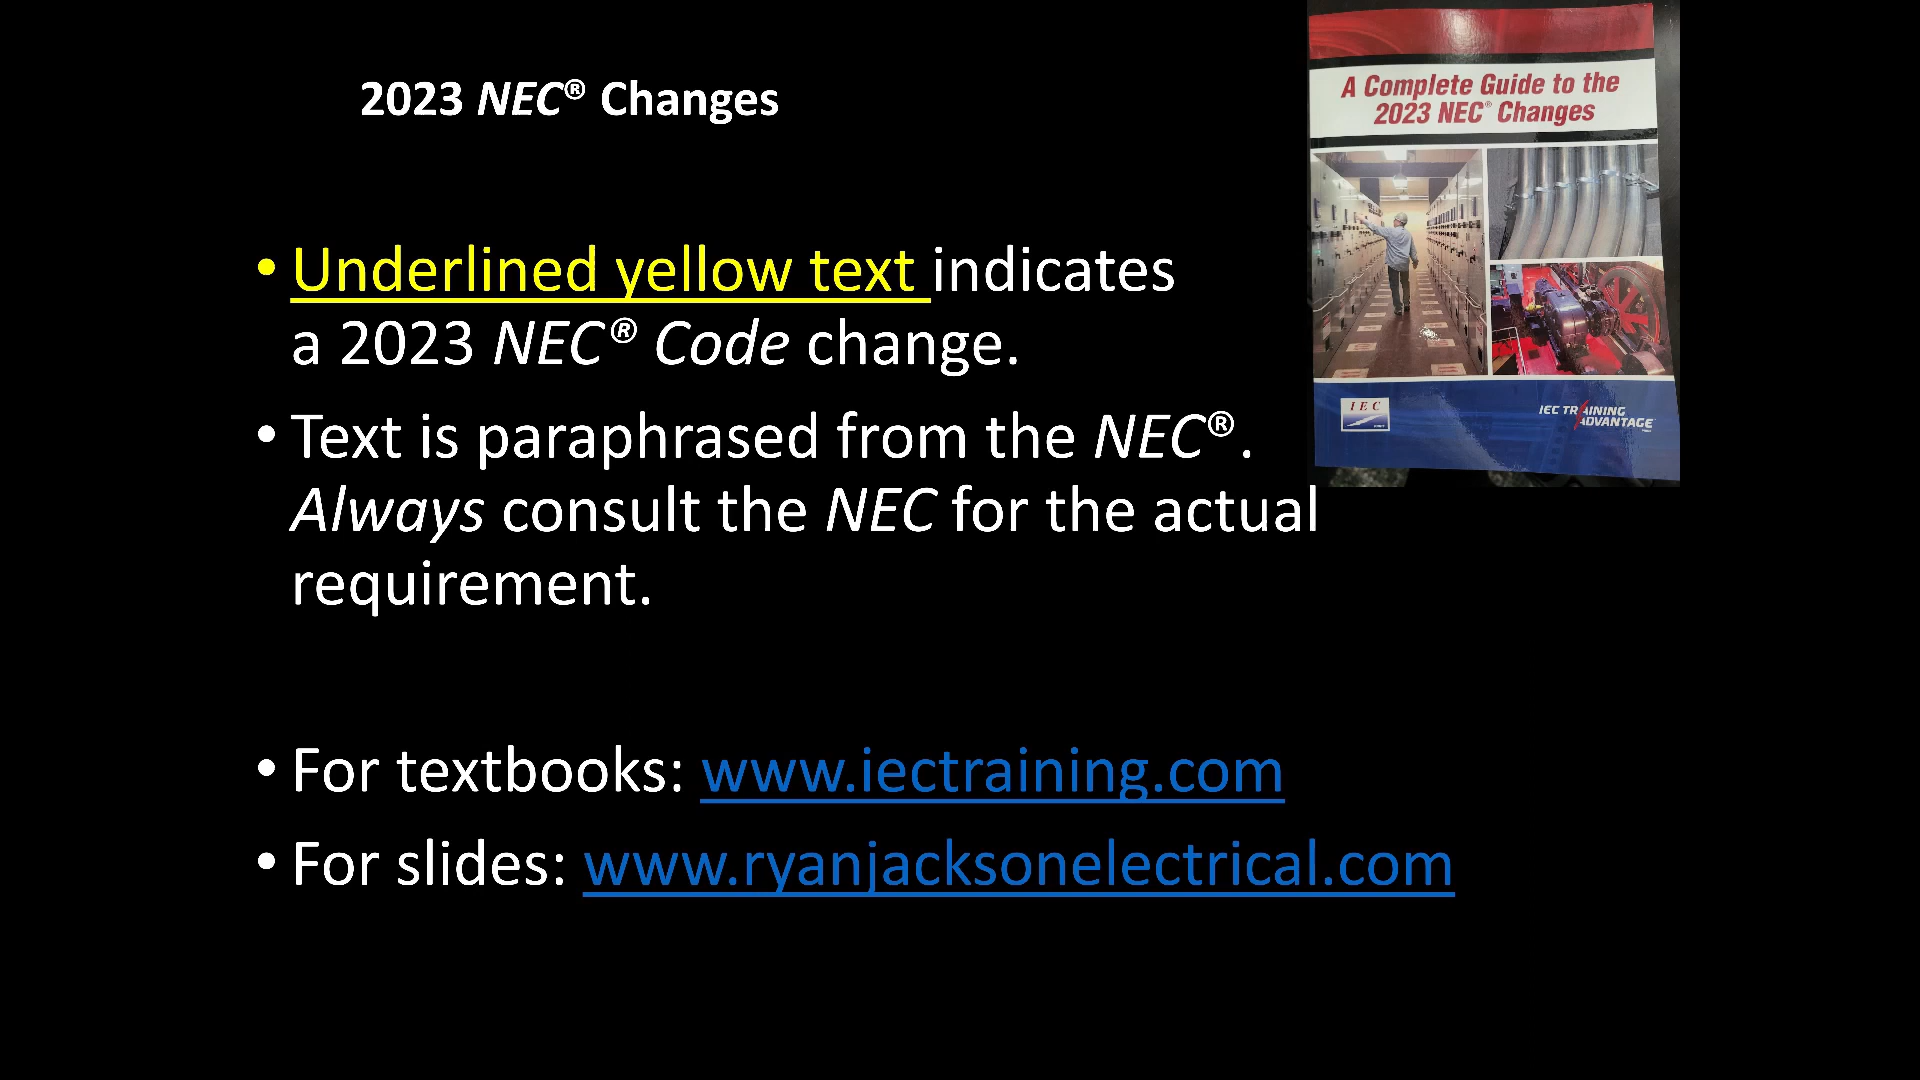 2023 NEC® Changes
A Complete Guide to the
2023 NEC® Changes
• Underlined yellow text indicates
a 2023 NEC® Code change.
• Text is paraphrased from the NEC®.
Always consult the NEC for the actual
requirement.
IEC
IEC TRAINING
ADVANTAGE
• For textbooks: www.iectraining.com
• For slides: www.ryanjacksonelectrical.com